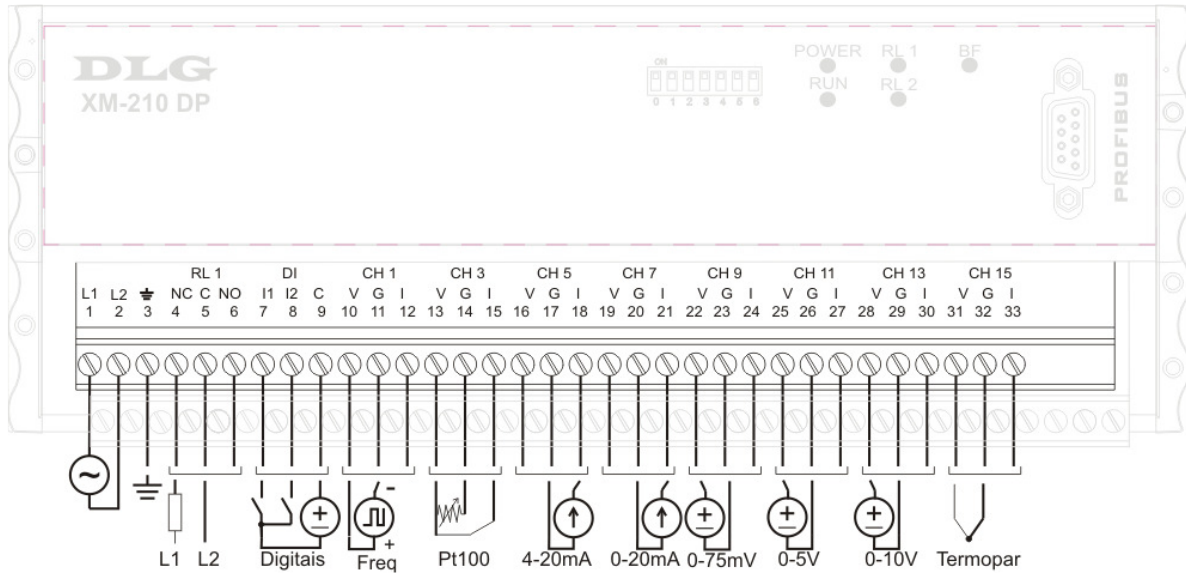 DLG
XM-210 DP
ON
0 1 2 3 4 5 6
POWER RL 1 BF
RUN RL 2
PROFIBUS
RL 1 DI CH 1 CH 3 CH 5 CH 7 CH 9 CH 11 CH 13 CH 15
L1 L2 NC C NO I1 I2 C V G I V G I V G I V G I V G I V G I V G I V G I
1 2 3 4 5 6 7 8 9 10 11 12 13 14 15 16 17 18 19 20 21 22 23 24 25 26 27 28 29 30 31 32 33
L1 L2 Digitais Freq Pt100 4-20mA 0-20mA 0-75mV 0-5V 0-10V Termopar